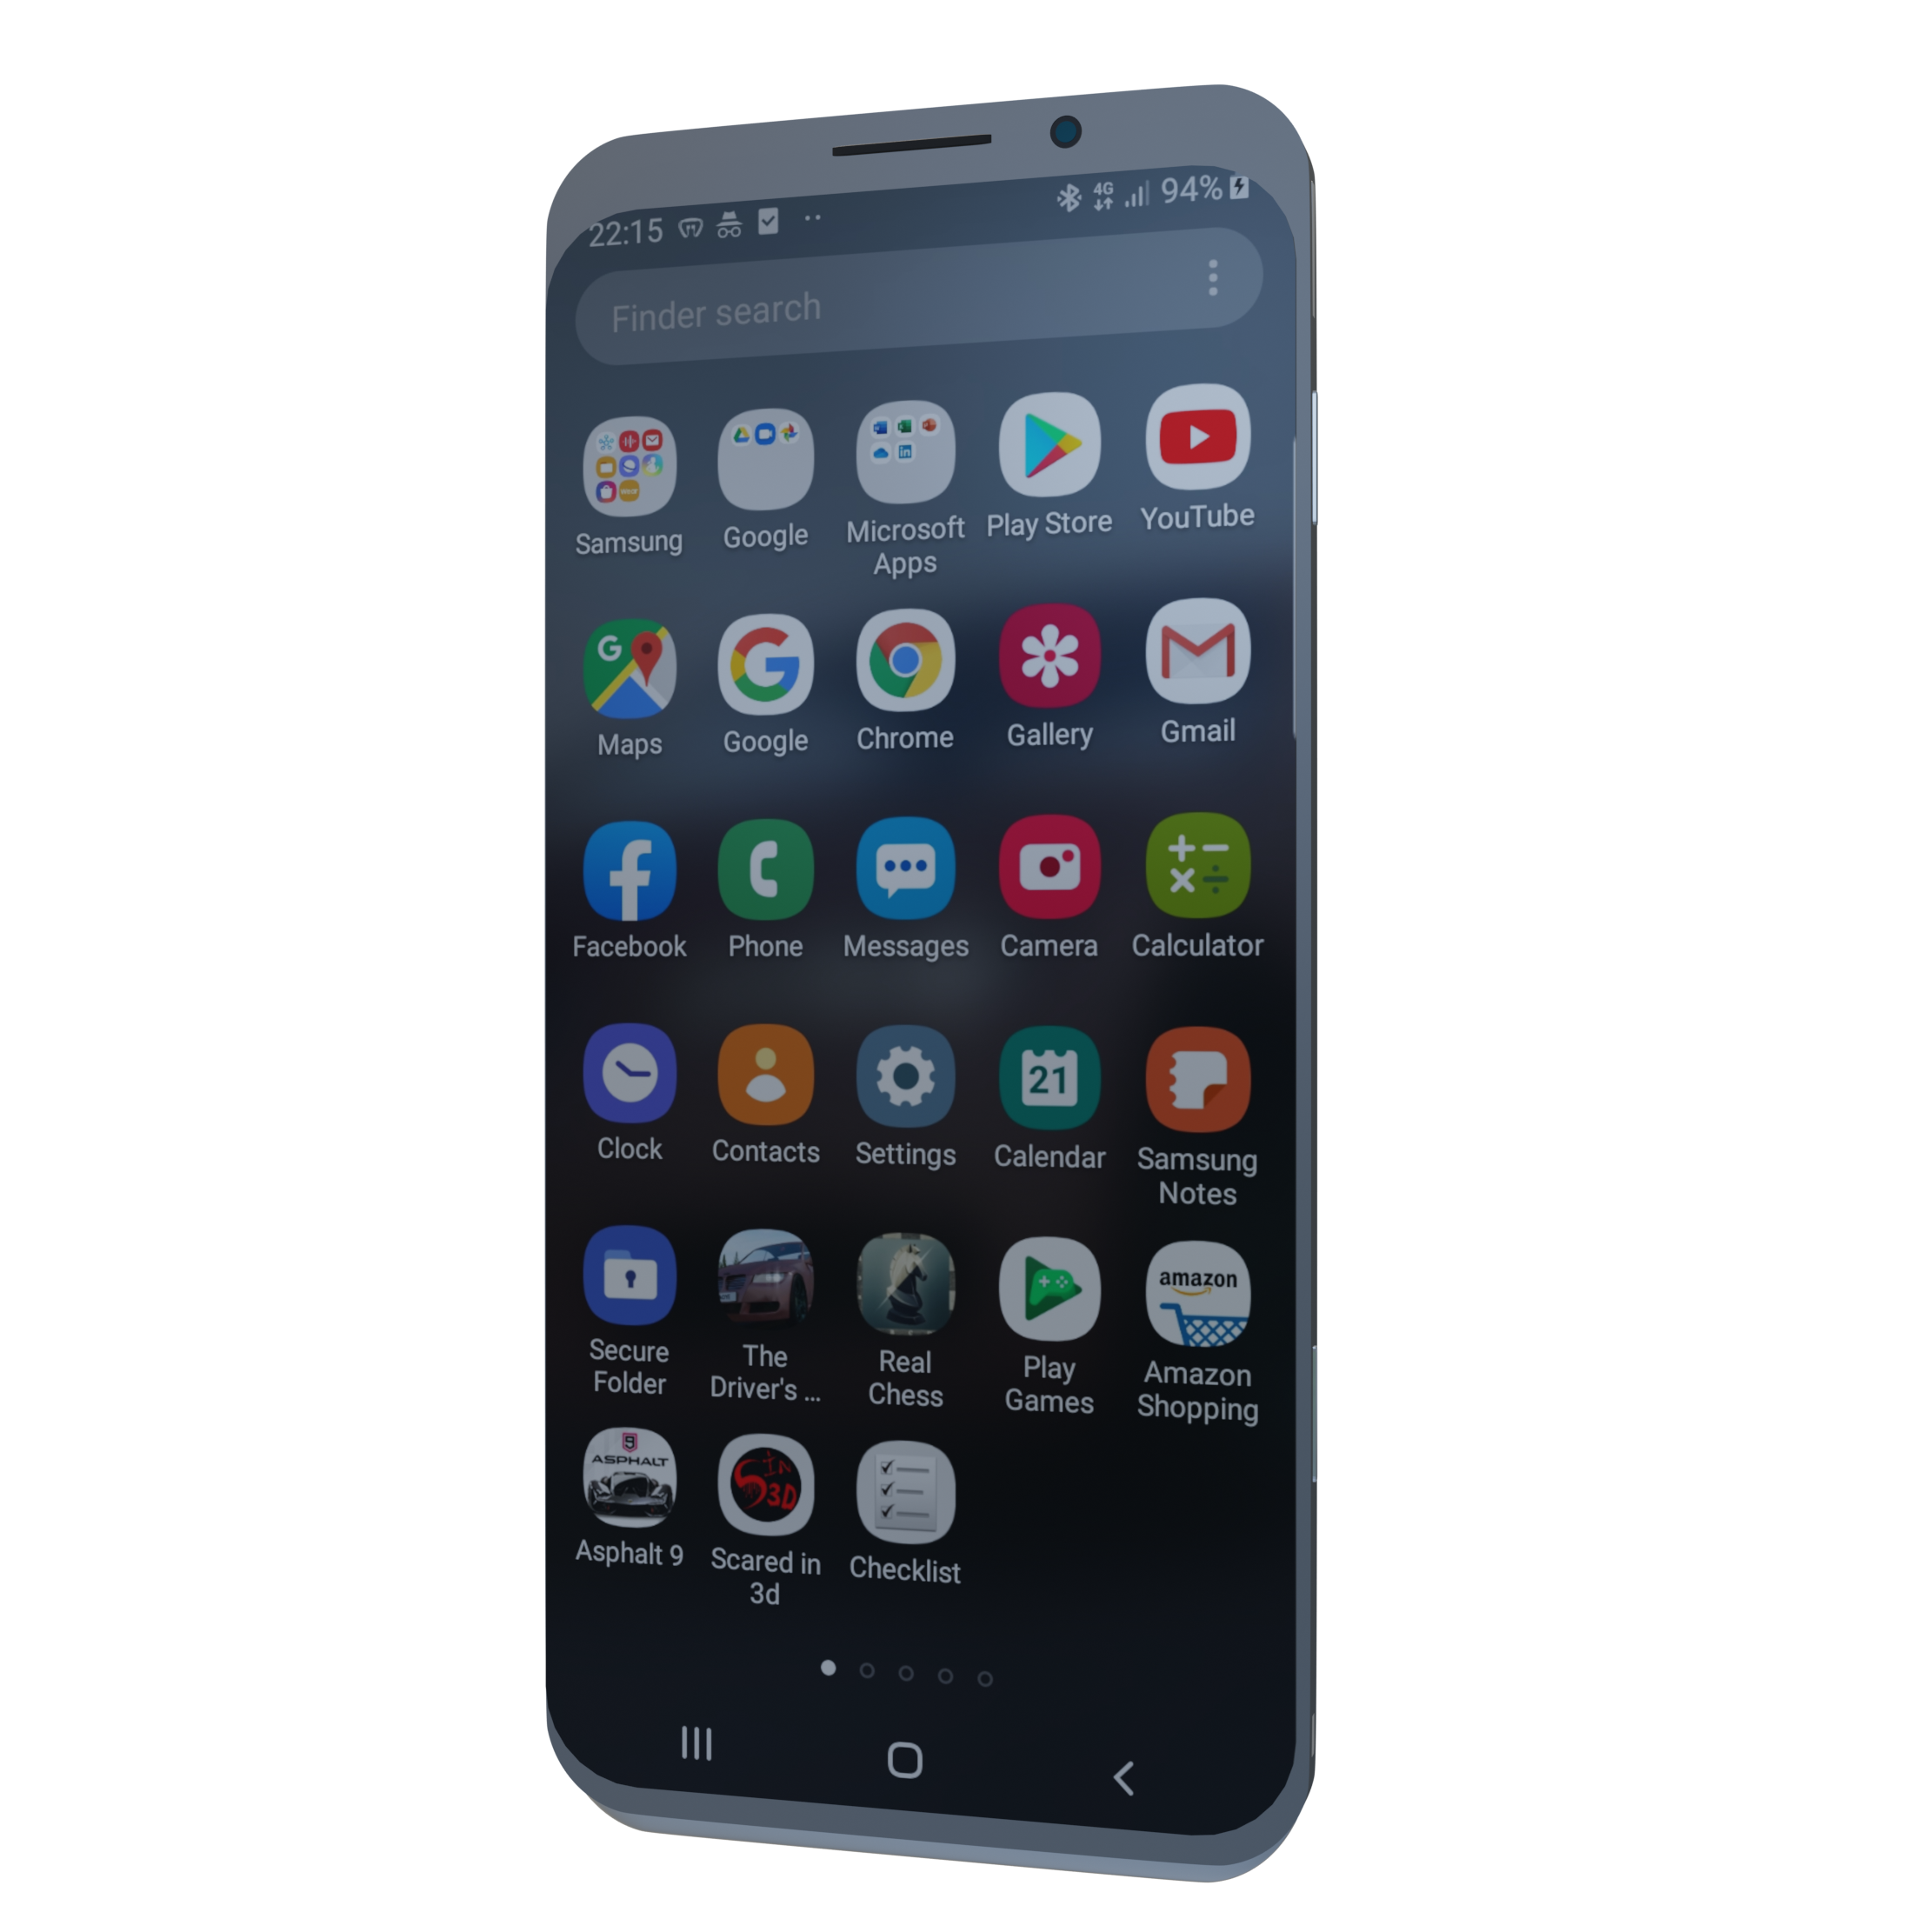 22:15
4G
94%
Finder search
Samsung
Google
Microsoft
Apps
Play Store
YouTube
Maps
Google
Chrome
Gallery
Gmail
Facebook
Phone
Messages
Camera
Calculator
21
Clock
Contacts
Settings
Calendar
Samsung
Notes
amazon
Secure
Folder
The
Driver's ...
Real
Chess
Play
Games
Amazon
Shopping
9
ASPHALT
IN
3D
Asphalt 9
Scared in
3d
Checklist